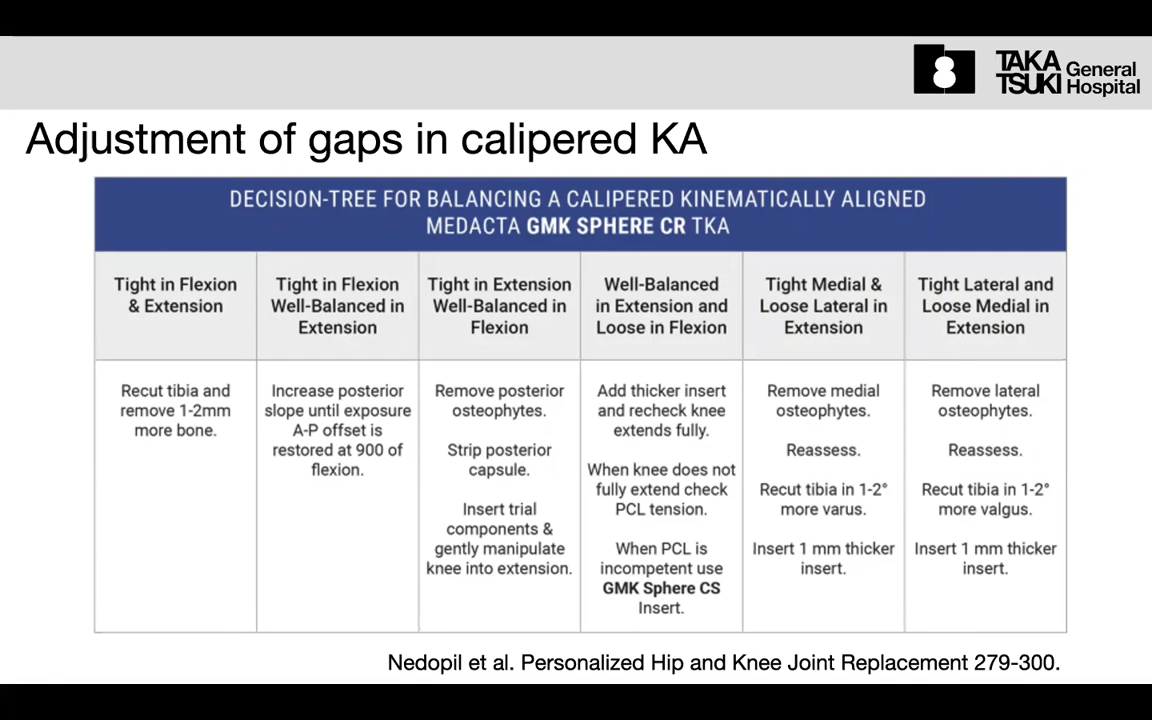 TAKA
TSUKI
General
Hospital
Adjustment of gaps in calipered KA
DECISION-TREE FOR BALANCING A CALIPERED KINEMATICALLY ALIGNED
MEDACTA GMK SPHERE CR TKA
Tight in Flexion
& Extension
Tight in Flexion
Well-Balanced in
Extension
Tight in Extension
Well-Balanced in
Flexion
Well-Balanced
in Extension and
Loose in Flexion
Tight Medial &
Loose Lateral in
Extension
Tight Lateral and
Loose Medial in
Extension
Recut tibia and
remove 1-2mm
more bone.
Increase posterior
slope until exposure
A-P offset is
restored at 900 of
flexion.
Remove posterior
osteophytes.
Strip posterior
capsule.
Insert trial
components &
gently manipulate
knee into extension.
Add thicker insert
and recheck knee
extends fully.
When knee does not
fully extend check
PCL tension.
When PCL is
incompetent use
GMK Sphere CS
Insert.
Remove medial
osteophytes.
Reassess.
Recut tibia in 1-2°
more varus.
Insert 1 mm thicker
insert.
Remove lateral
osteophytes.
Reassess.
Recut tibia in 1-2°
more valgus.
Insert 1 mm thicker
insert.
Nedopil et al. Personalized Hip and Knee Joint Replacement 279-300.